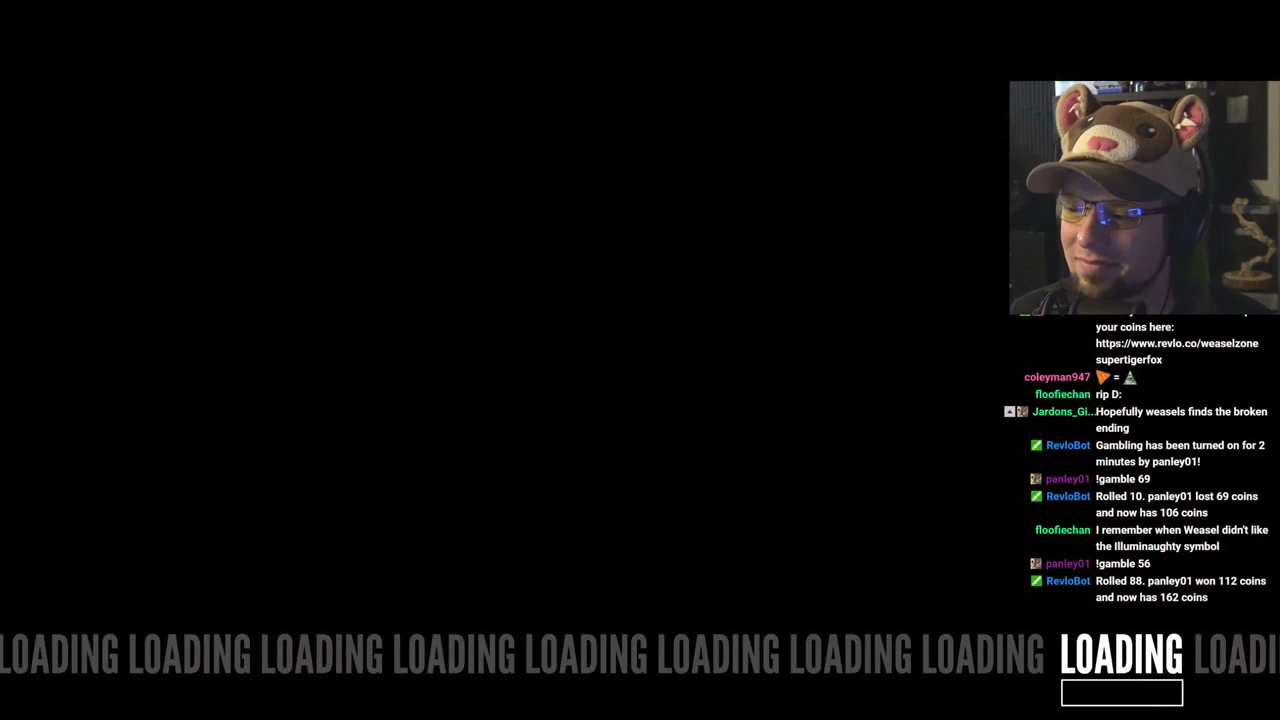 your coins here:
https://www.revlo.co/weaselzone
supertigerfox
coleyman947 =
floofiechan rip D:
Jardons_Gi... Hopefully weasels finds the broken
ending
RevloBot Gambling has been turned on for 2
minutes by panley01!
panley01 !gamble 69
RevloBot Rolled 10. panley01 lost 69 coins
and now has 106 coins
floofiechan I remember when Weasel didn't like
the Illuminaughty symbol
panley01 !gamble 56
RevloBot Rolled 88. panley01 won 112 coins
and now has 162 coins
LOADING LOADING LOADING LOADING LOADING LOADING LOADING LOADING LOADING LOADI